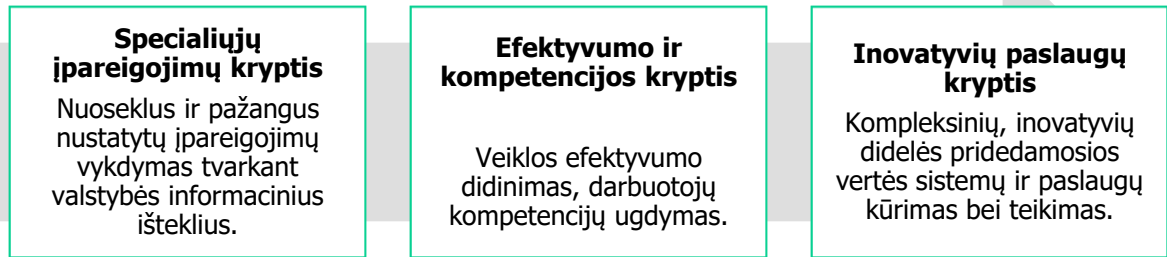 Specialiųjų
įpareigojimų kryptis
Nuoseklus ir pažangus
nustatytų įpareigojimų
vykdymas tvarkant
valstybės informacinius
išteklius.
Efektyvumo ir
kompetencijos kryptis
Veiklos efektyvumo
didinimas, darbuotojų
kompetencijų ugdymas.
Inovatyvių paslaugų
kryptis
Kompleksinių, inovatyvių
didelės pridedamosios
vertės sistemų ir paslaugų
kūrimas bei teikimas.